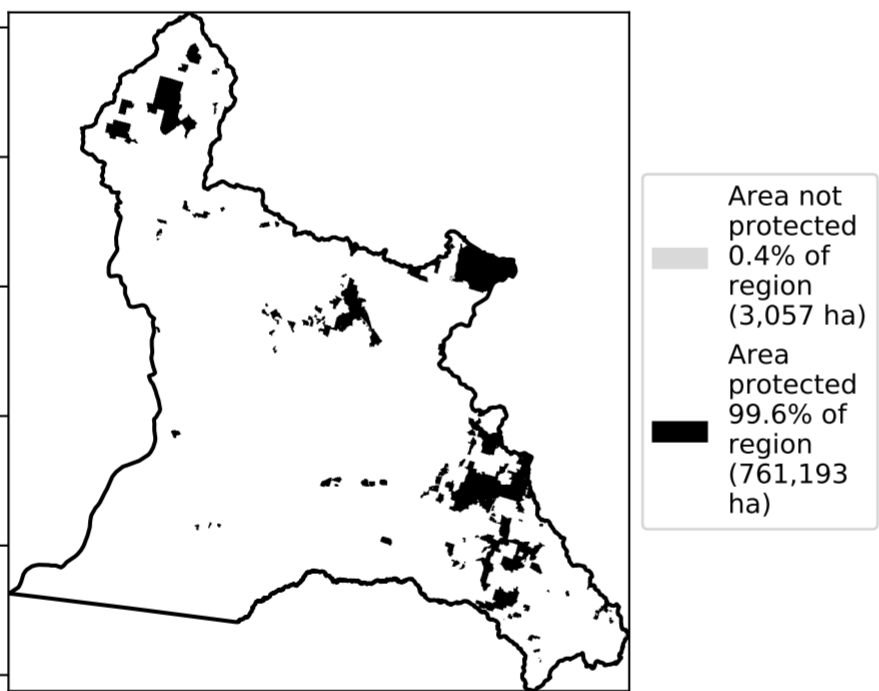 Area not
protected
0.4% of
region
(3,057 ha)
Area
protected
99.6% of
region
(761,193
ha)